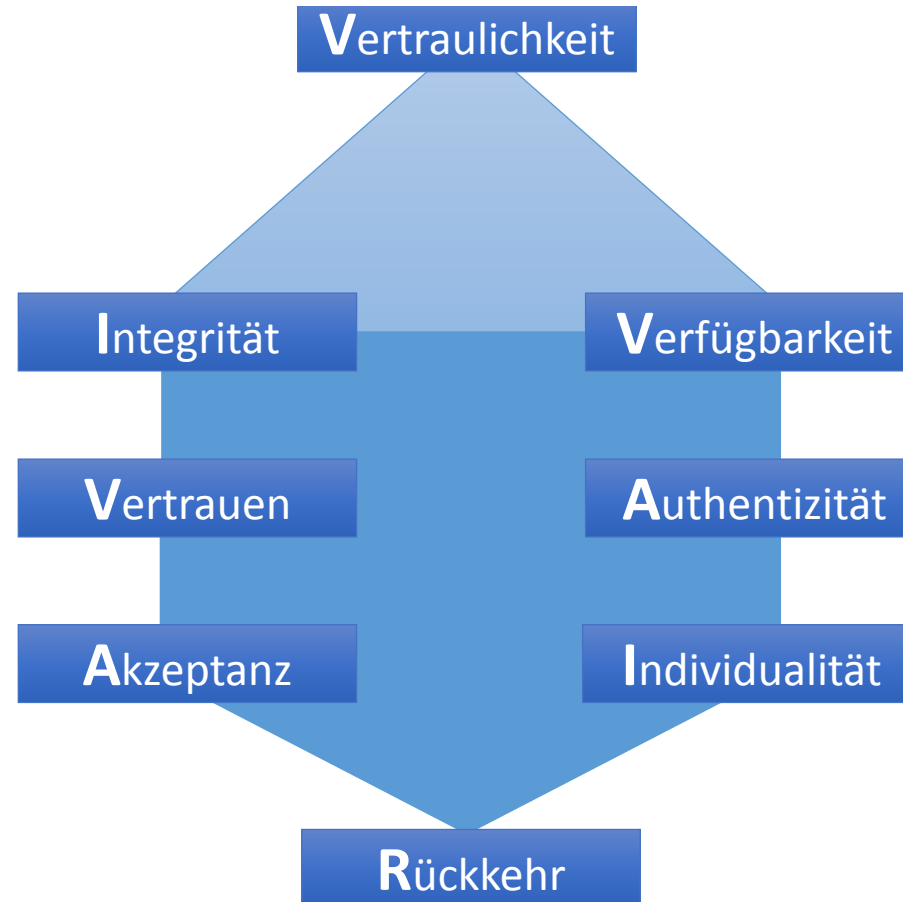 Vertraulichkeit
Integrität
Verfügbarkeit
Vertrauen
Authentizität
Akzeptanz
Individualität
Rückkehr